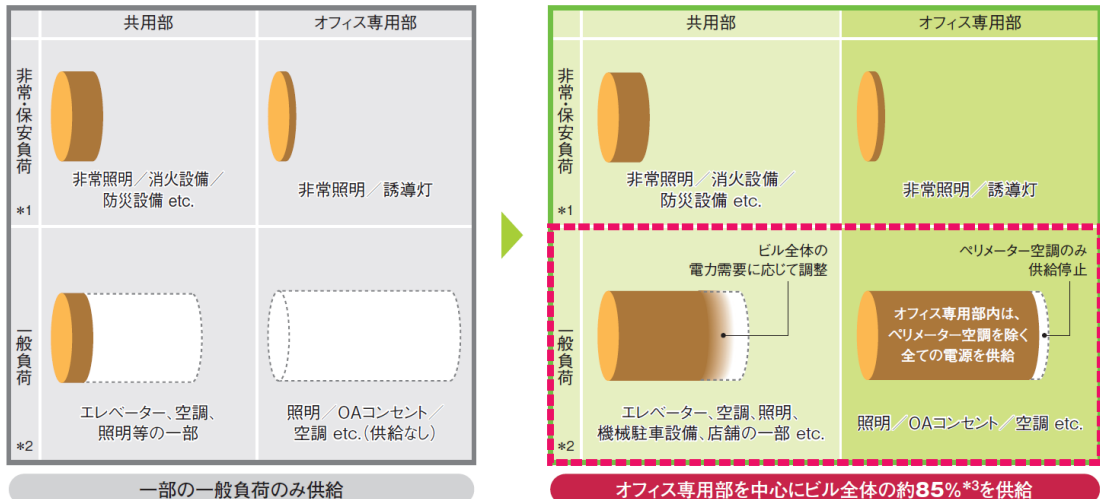 共用部
オフィス専用部
非常・保安負荷
*1
非常照明／消火設備／
防災設備 etc.
非常照明／誘導灯
一般負荷
*2
エレベーター、空調、
照明等の一部
照明／OAコンセント／
空調 etc.(供給なし)
一部の一般負荷のみ供給
共用部
オフィス専用部
非常・保安負荷
*1
非常照明／消火設備／
防災設備 etc.
非常照明／誘導灯
一般負荷
*2
ビル全体の
電力需要に応じて調整
エレベーター、空調、照明、
機械駐車設備、店舗の一部 etc.
ペリメーター空調のみ
供給停止
オフィス専用部内は、
ペリメーター空調を除く
全ての電源を供給
照明／OAコンセント／空調 etc.
オフィス専用部を中心にビル全体の約85%*3を供給